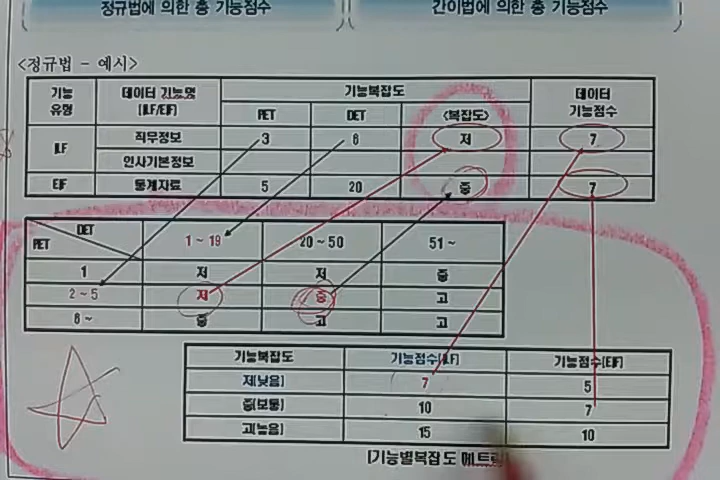 정규법에 의한 총 기능점수 간이법에 의한 총 기능점수
<정규법 - 예시>
기능 유형 데이터 기능명 (ILF/EIF) 기능복잡도 데이터 기능점수
RET DET <복잡도>
ILF 직무정보 3 8 저 7
인사기본정보
EIF 통계자료 5 20 중 7
RET DET 1 ~ 19 20 ~ 50 51 ~
1 저 저 중
2 ~ 5 저 중 고
6 ~ 중 고 고
기능복잡도 기능점수(ILF) 기능점수(EIF)
저(낮음) 7 5
중(보통) 10 7
고(높음) 15 10
[기능별복잡도 메트릭